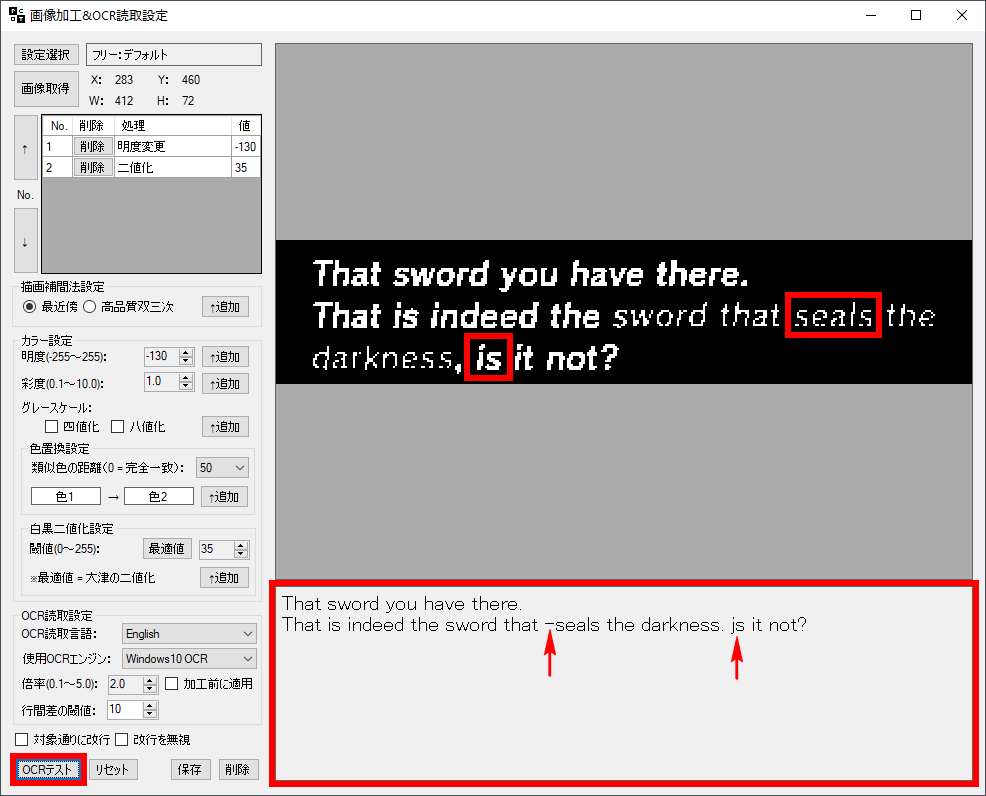 画像加工&OCR読取設定
設定選択 フリー:デフォルト
画像取得 X: 283 Y: 460
W: 412 H: 72
No. 削除 処理 値
1 削除 明度変更 -130
2 削除 二値化 35
↑
No.
↓
描画補間法設定
最近傍 高品質双三次 ↑追加
カラー設定
明度(-255～255): -130 ↑追加
彩度(0.1～10.0): 1.0 ↑追加
グレースケール:
四値化 八値化 ↑追加
色置換設定
類似色の距離(0 = 完全一致): 50
色1 → 色2 ↑追加
白黒二値化設定
閾値(0～255): 最適値 35
※最適値 = 大津の二値化 ↑追加
OCR読取設定
OCR読取言語: English
使用OCRエンジン: Windows10 OCR
倍率(0.1～5.0): 2.0 加工前に適用
行間差の閾値: 10
対象通りに改行 改行を無視
OCRテスト リセット 保存 削除
That sword you have there.
That is indeed the sword that seals the
darkness, is it not?
That sword you have there.
That is indeed the sword that -seals the darkness. js it not?